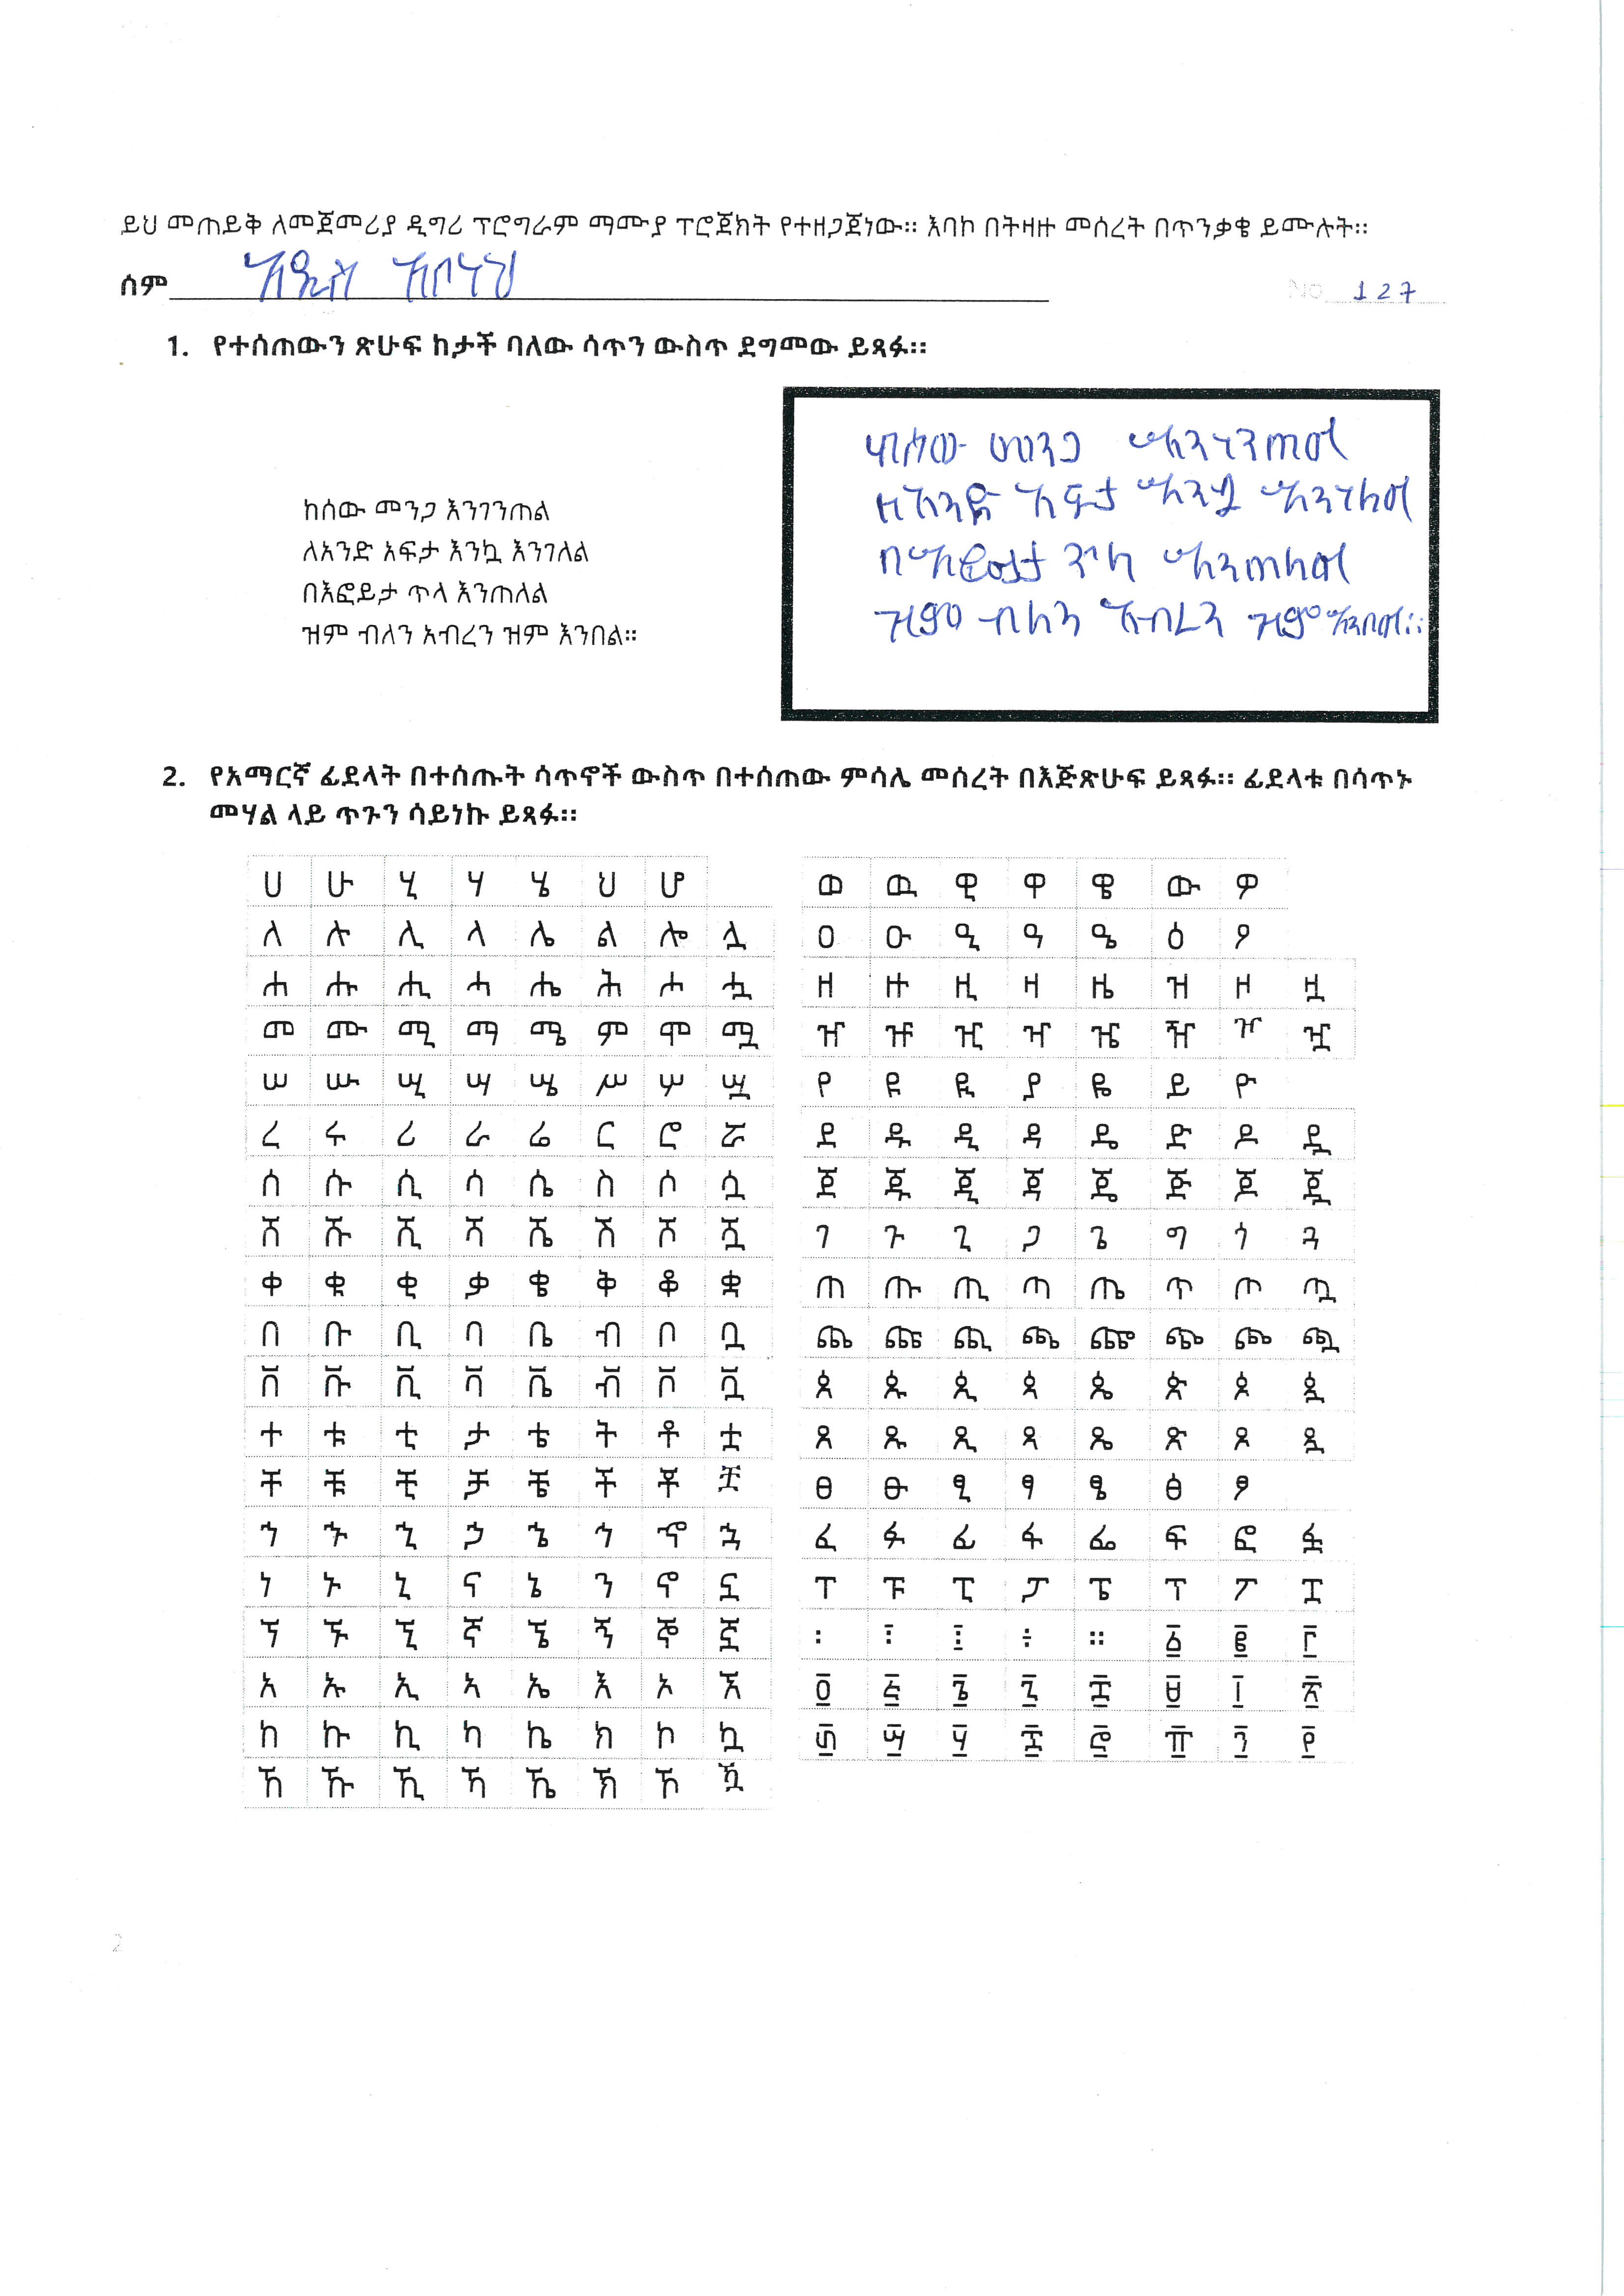 ይህ መጠይቅ ለመጀመሪያ ዲግሪ ፕሮግራም ማሙያ ፕሮጀክት የተዘጋጀነው። እባኮ በትዛዙ መሰረት በጥንቃቄ ይሙሉት።
ስም አዲስ አበነህ
No 127
1. የተሰጠውን ጽሁፍ ከታች ባለው ሳጥን ውስጥ ደግመው ይጻፉ።
ከሰው መንጋ እንገንጠል
ለአንድ አፍታ እንኳ እንገለል
በእፎይታ ጥላ እንጠለል
ዝም ብለን አብረን ዝም እንበል።
ከሰው መንጋ እንገንጠል
ለአንድ አፍታ እንኳ እንገለል
በእፎይታ ጥላ እንጠለል
ዝም ብለን አብረን ዝም እንበል።
2. የአማርኛ ፊደላት በተሰጡት ሳጥኖች ውስጥ በተሰጠው ምሳሌ መሰረት በእጅጽሁፍ ይጻፉ። ፊደላቱ በሳጥኑ
መሃል ላይ ጥጉን ሳይነኩ ይጻፉ።
ሀ ሁ ሂ ሃ ሄ ህ ሆ
ለ ሉ ሊ ላ ሌ ል ሎ ሏ
ሐ ሑ ሒ ሓ ሔ ሕ ሖ ሗ
መ ሙ ሚ ማ ሜ ም ሞ ሟ
ሠ ሡ ሢ ሣ ሤ ሥ ሦ ሧ
ረ ሩ ሪ ራ ሬ ር ሮ ሯ
ሰ ሱ ሲ ሳ ሴ ስ ሶ ሷ
ሸ ሹ ሺ ሻ ሼ ሽ ሾ ሿ
ቀ ቁ ቂ ቃ ቄ ቅ ቆ ቋ
በ ቡ ቢ ባ ቤ ብ ቦ ቧ
ቨ ቩ ቪ ቫ ቬ ቭ ቮ ቯ
ተ ቱ ቲ ታ ቴ ት ቶ ቷ
ቸ ቹ ቺ ቻ ቼ ች ቾ ቿ
ኀ ኁ ኂ ኃ ኄ ኅ ኆ ኋ
ነ ኑ ኒ ና ኔ ን ኖ ኗ
ኘ ኙ ኚ ኛ ኜ ኝ ኞ ኟ
አ ኡ ኢ ኣ ኤ እ ኦ ኧ
ከ ኩ ኪ ካ ኬ ክ ኮ ኳ
ኸ ኹ ኺ ኻ ኼ ኽ ኾ ዃ
ወ ዉ ዊ ዋ ዌ ው ዎ
ዐ ዑ ዒ ዓ ዔ ዕ ዖ
ዘ ዙ ዚ ዛ ዜ ዝ ዞ ዟ
ዠ ዡ ዢ ዣ ዤ ዥ ዦ ዧ
የ ዩ ዪ ያ ዬ ይ ዮ
ደ ዱ ዲ ዳ ዴ ድ ዶ ዷ
ጀ ጁ ጂ ጃ ጄ ጅ ጆ ጇ
ገ ጉ ጊ ጋ ጌ ግ ጎ ጓ
ጠ ጡ ጢ ጣ ጤ ጥ ጦ ጧ
ጨ ጩ ጪ ጫ ጬ ጭ ጮ ጯ
ጰ ጱ ጲ ጳ ጴ ጵ ጶ ጷ
ጸ ጹ ጺ ጻ ጼ ጽ ጾ ጿ
ፀ ፁ ፂ ፃ ፄ ፅ ፆ
ፈ ፉ ፊ ፋ ፌ ፍ ፎ ፏ
ፐ ፑ ፒ ፓ ፔ ፕ ፖ ፗ
፡ ፤ ፤ ÷ ። ፩ ፪ ፫
፬ ፭ ፮ ፯ ፰ ፱ ፲ ፳
፴ ፵ ፶ ፷ ፸ ፹ ፺ ፻
2